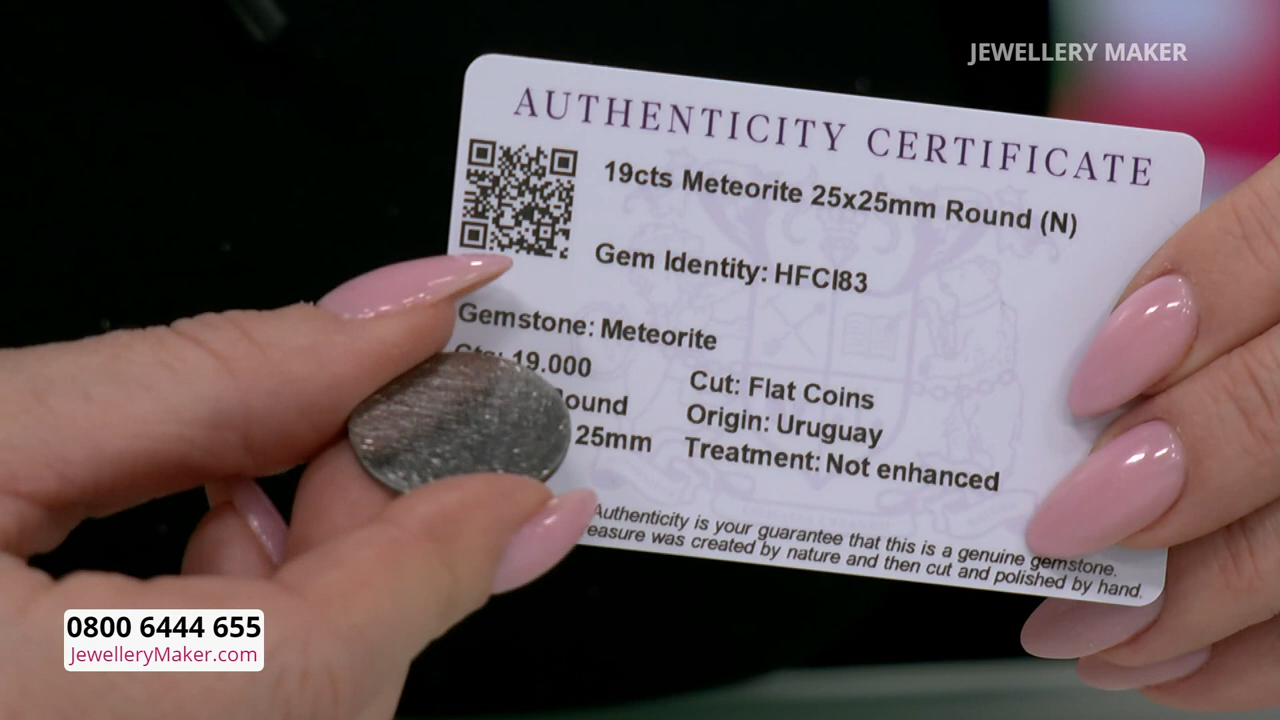 JEWELLERY MAKER
AUTHENTICITY CERTIFICATE
19cts Meteorite 25x25mm Round (N)
Gem Identity: HFCI83
Gemstone: Meteorite
19.000
Cut: Flat Coins
Origin: Uruguay
25mm
Treatment: Not enhanced
Authenticity is your guarantee that this is a genuine gemstone.
was created by nature and then cut and polished by hand.
0800 6444 655
JewelleryMaker.com